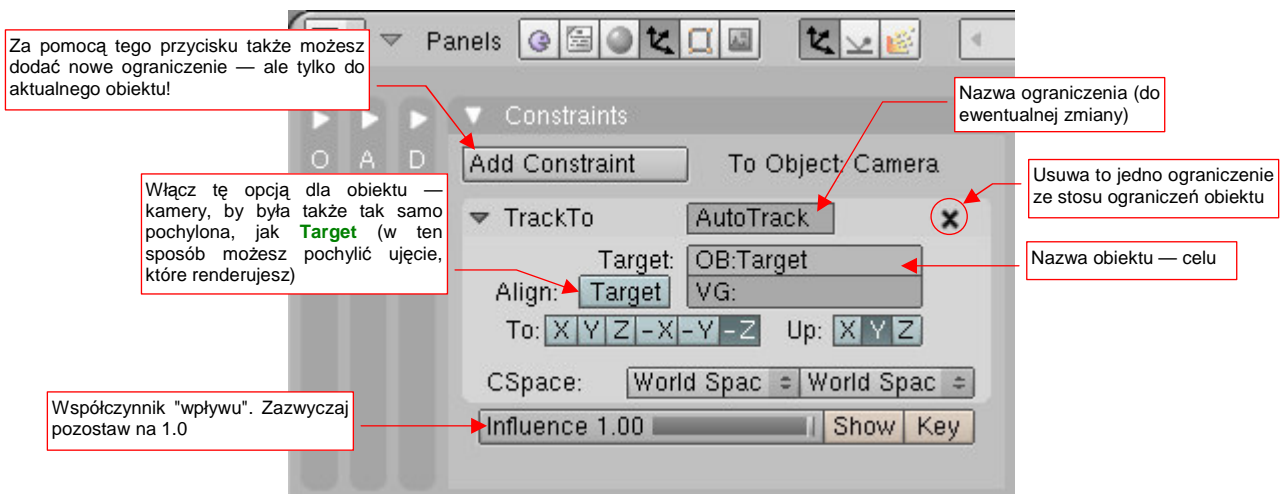 Panels
Za pomocą tego przycisku także możesz
dodać nowe ograniczenie — ale tylko do
aktualnego obiektu!
Nazwa ograniczenia (do
ewentualnej zmiany)
Constraints
O A D
Add Constraint
To Object: Camera
Usuwa to jedno ograniczenie
ze stosu ograniczeń obiektu
Włącz tę opcją dla obiektu —
kamery, by była także tak samo
pochylona, jak Target (w ten
sposób możesz pochylić ujęcie,
które renderujesz)
TrackTo
AutoTrack
Target: OB:Target
Nazwa obiektu — celu
Align: Target VG:
To: X Y Z -X -Y -Z Up: X Y Z
CSpace: World Spac World Spac
Współczynnik "wpływu". Zazwyczaj
pozostaw na 1.0
Influence 1.00 Show Key